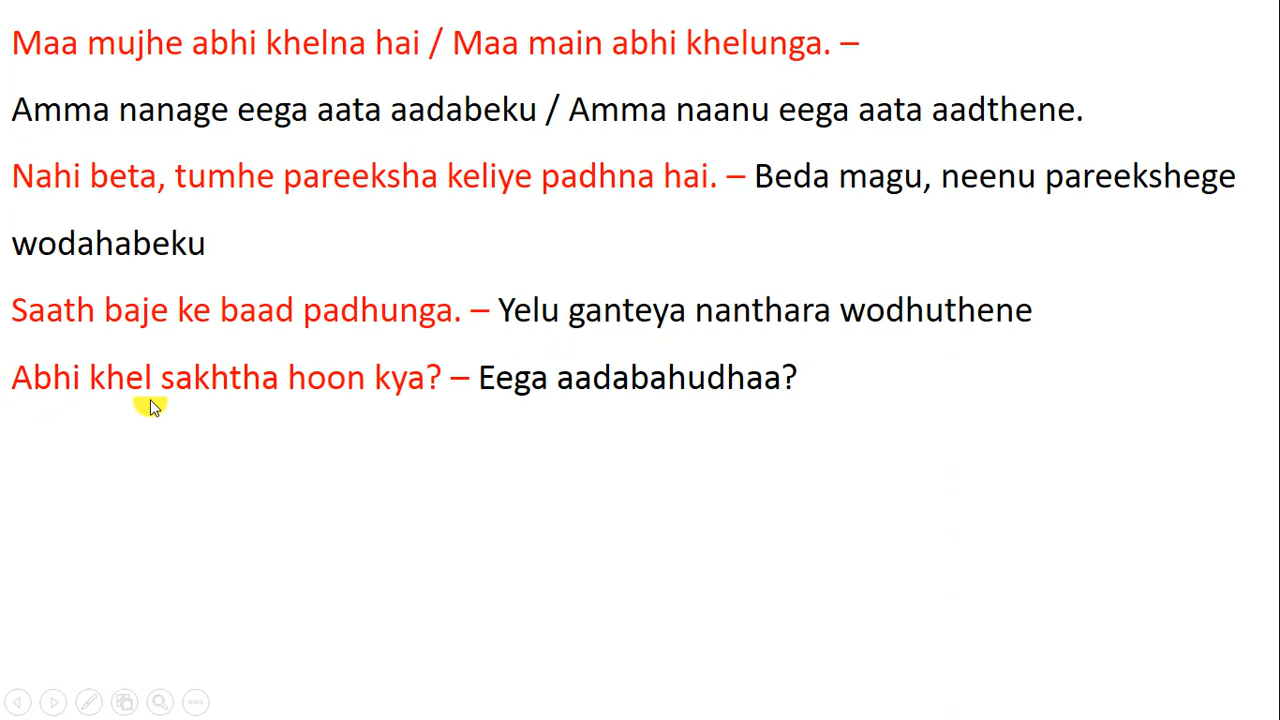 Maa mujhe abhi khelna hai / Maa main abhi khelunga. –
Amma nanage eega aata aadabeku / Amma naanu eega aata aadthene.
Nahi beta, tumhe pareeksha keliye padhna hai. – Beda magu, neenu pareekshege
wodahabeku
Saath baje ke baad padhunga. – Yelu ganteya nanthara wodhuthene
Abhi khel sakhtha hoon kya? – Eega aadabahudhaa?